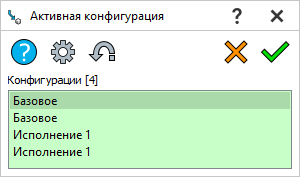 Активная конфигурация
Конфигурации [4]
Базовое
Базовое
Исполнение 1
Исполнение 1